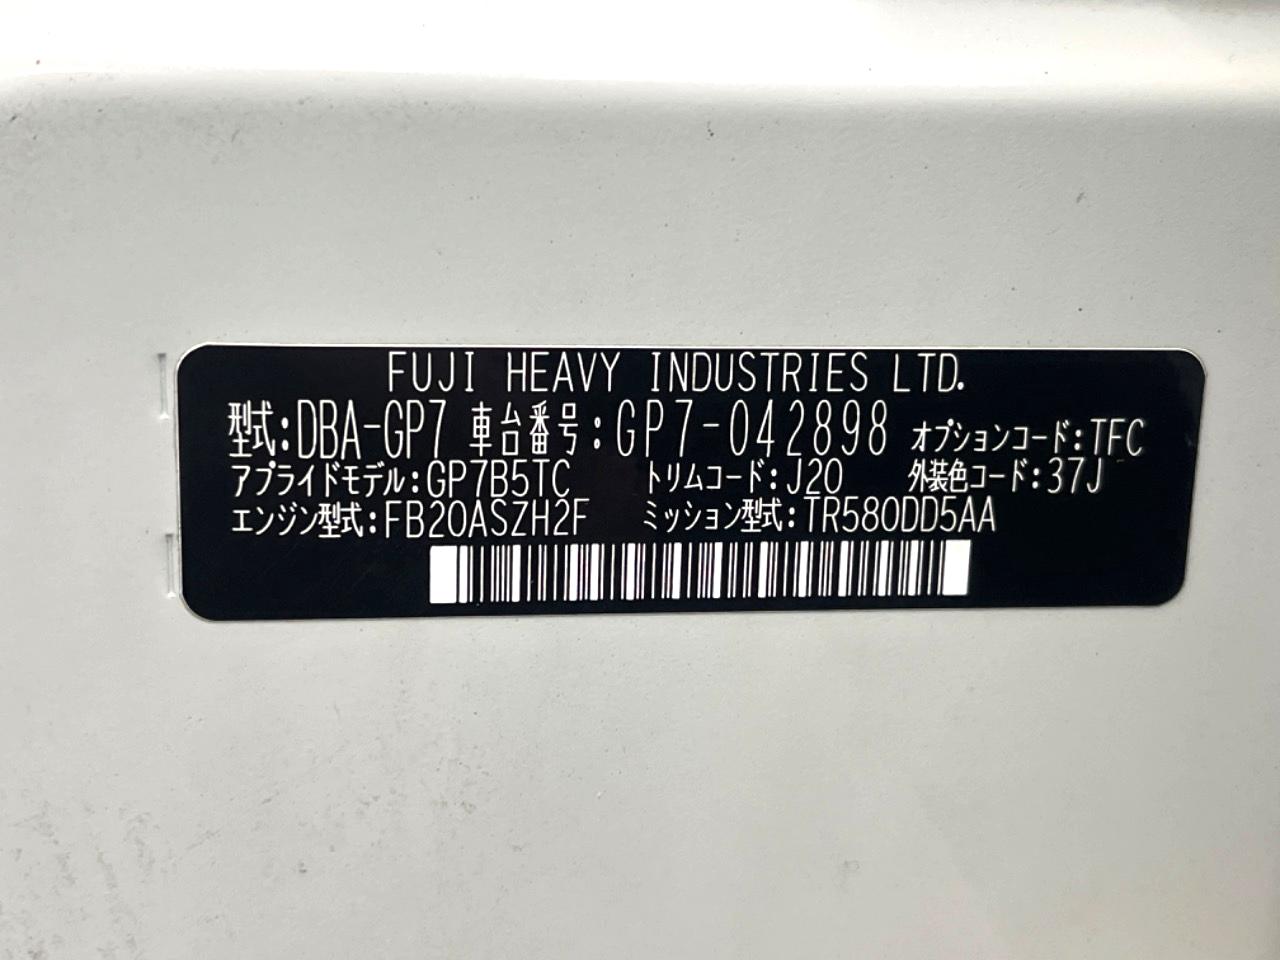 FUJI HEAVY INDUSTRIES LTD.
型式:DBA-GP7 車台番号:GP7-042898 オプションコード:TFC
アプライドモデル:GP7B5TC トリムコード:J20 外装色コード:37J
エンジン型式:FB20ASZH2F ミッション型式:TR580DD5AA